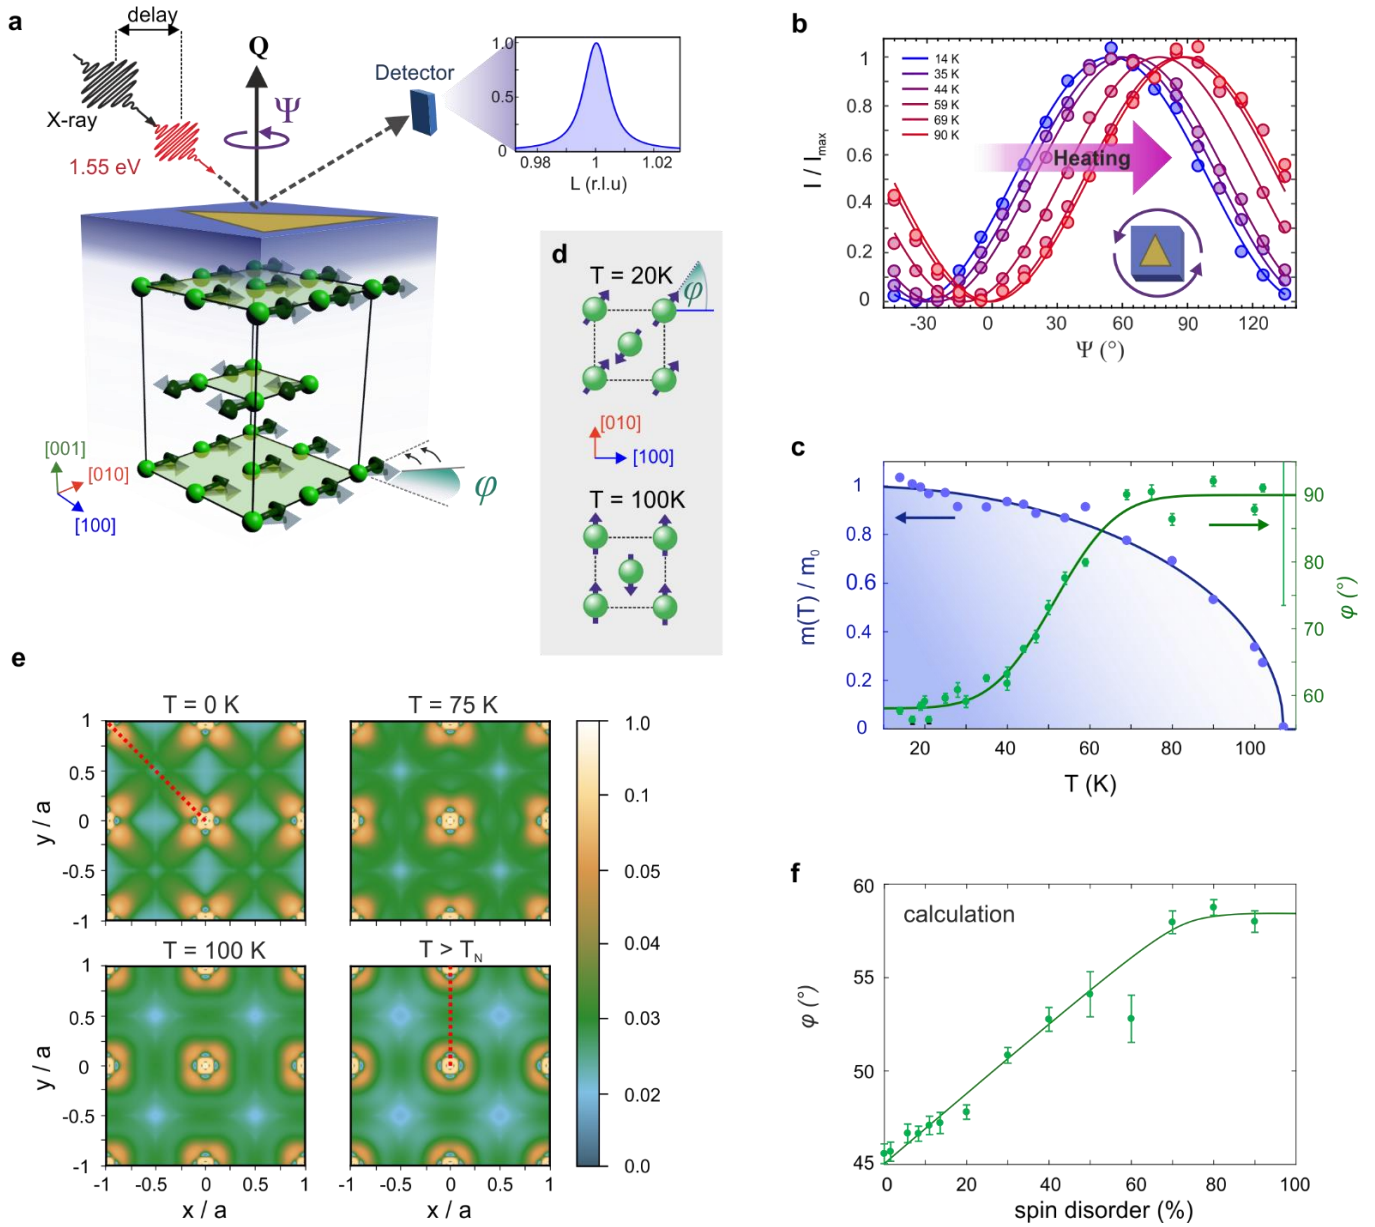 a
delay
X-ray
1.55 eV
Q
Ψ
Detector
1.0
0.5
0
0.98
1
1.02
L (r.l.u)
[001]
[010]
[100]
φ
b
14 K
35 K
44 K
59 K
69 K
90 K
Heating
I / Imax
1
0.8
0.6
0.4
0.2
0
-30
0
30
60
90
120
Ψ (°)
d
T = 20K
φ
[010]
[100]
T = 100K
c
m(T) / m0
1
0.8
0.6
0.4
0.2
0
20
40
60
80
100
T (K)
90
80
70
60
φ (°)
e
T = 0 K
T = 75 K
y / a
1
0.5
0
-0.5
-1
T = 100 K
T > TN
y / a
1
0.5
0
-0.5
-1
-1 -0.5 0 0.5 1
-1 -0.5 0 0.5 1
x / a
x / a
1.0
0.1
0.05
0.04
0.03
0.02
0.0
f
calculation
φ (°)
60
55
50
45
0
20
40
60
80
100
spin disorder (%)